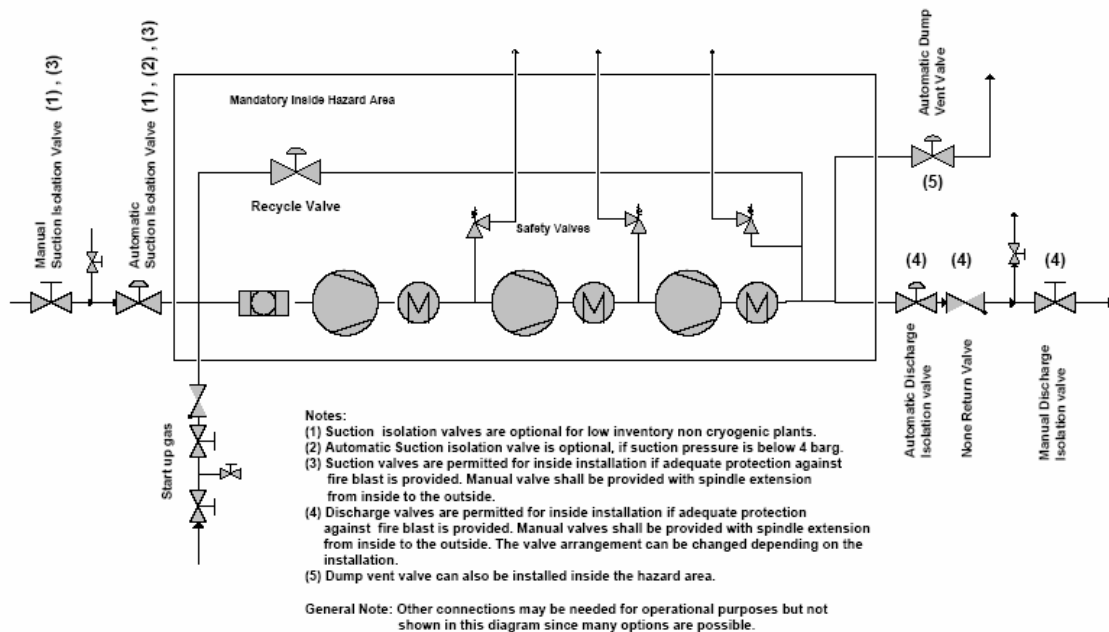 Manual
Suction Isolation Valve (1) , (3)
Automatic
Suction Isolation Valve (1) , (2) , (3)
Mandatory Inside Hazard Area
Automatic Dump
Vent Valve
(5)
Recycle Valve
Safety Valves
M
M
M
(4)
(4)
(4)
Automatic Discharge
Isolation valve
None Return Valve
Manual Discharge
Isolation valve
Start up gas
Notes:
(1) Suction isolation valves are optional for low inventory non cryogenic plants.
(2) Automatic Suction isolation valve is optional, if suction pressure is below 4 barg.
(3) Suction valves are permitted for inside installation if adequate protection against
fire blast is provided. Manual valve shall be provided with spindle extension
from inside to the outside.
(4) Discharge valves are permitted for inside installation if adequate protection
against fire blast is provided. Manual valves shall be provided with spindle extension
from inside to the outside. The valve arrangement can be changed depending on the
installation.
(5) Dump vent valve can also be installed inside the hazard area.
General Note: Other connections may be needed for operational purposes but not
shown in this diagram since many options are possible.